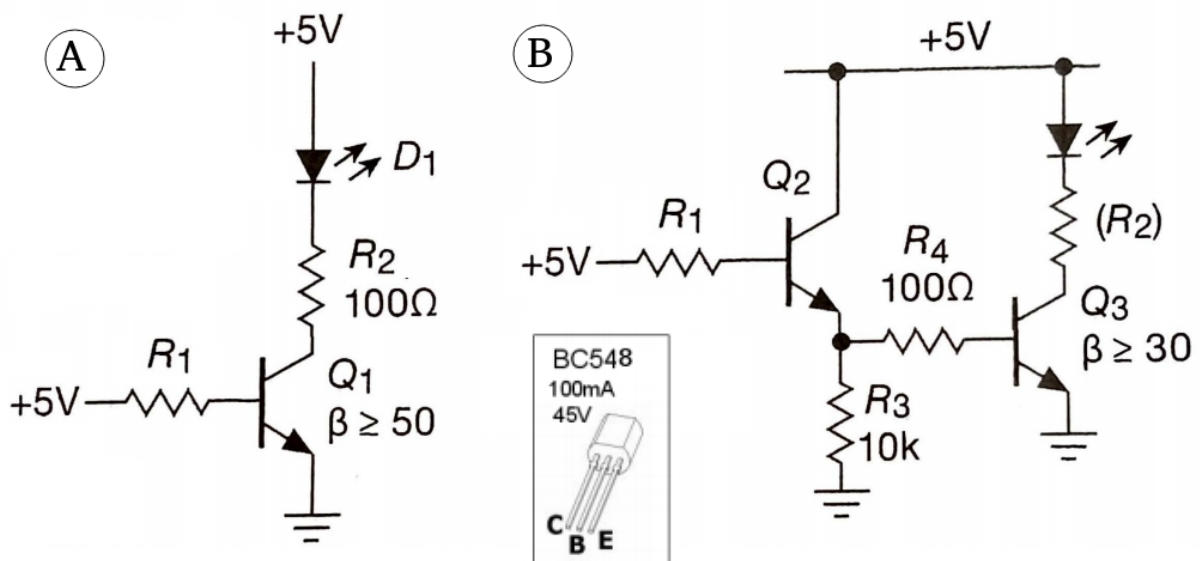 A
+5V
D1
R2
100Ω
R1
+5V
Q1
β ≥ 50
B
+5V
Q2
R1
+5V
(R2)
R4
100Ω
Q3
β ≥ 30
R3
10k
BC548
100mA
45V
C
B E